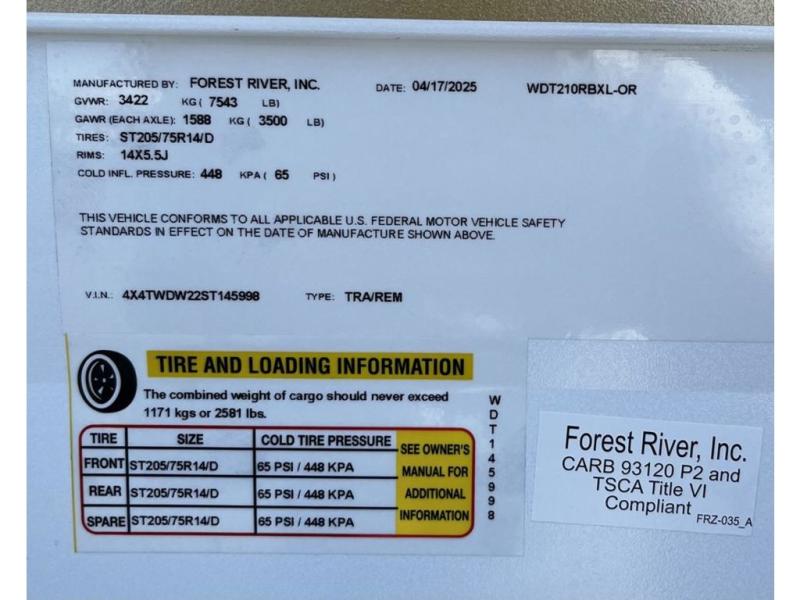 MANUFACTURED BY: FOREST RIVER, INC. DATE: 04/17/2025 WDT210RBXL-OR
GVWR: 3422 KG ( 7543 LB)
GAWR (EACH AXLE): 1588 KG ( 3500 LB)
TIRES: ST205/75R14/D
RIMS: 14X5.5J
COLD INFL. PRESSURE: 448 KPA ( 65 PSI )
THIS VEHICLE CONFORMS TO ALL APPLICABLE U.S. FEDERAL MOTOR VEHICLE SAFETY
STANDARDS IN EFFECT ON THE DATE OF MANUFACTURE SHOWN ABOVE.
V.I.N.: 4X4TWDW22ST145998 TYPE: TRA/REM
TIRE AND LOADING INFORMATION
The combined weight of cargo should never exceed
1171 kgs or 2581 lbs.
TIRE SIZE COLD TIRE PRESSURE
FRONT ST205/75R14/D 65 PSI / 448 KPA
REAR ST205/75R14/D 65 PSI / 448 KPA
SPARE ST205/75R14/D 65 PSI / 448 KPA
SEE OWNER'S
MANUAL FOR
ADDITIONAL
INFORMATION
WDT145998
Forest River, Inc.
CARB 93120 P2 and
TSCA Title VI
Compliant
FRZ-035_A